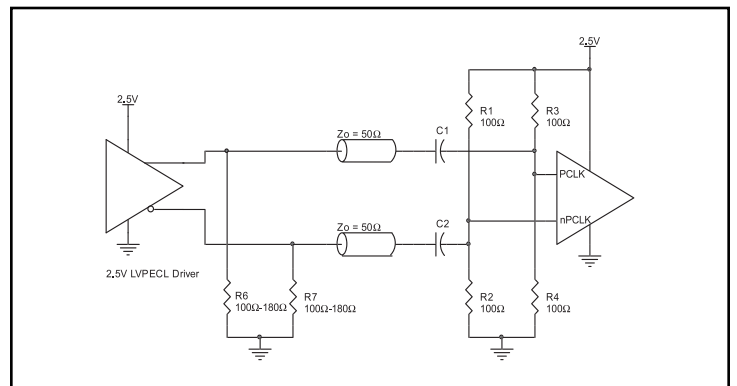 2.5V
2.5V
R1
100Ω
R3
100Ω
Zo = 50Ω
C1
PCLK
nPCLK
Zo = 50Ω
C2
2.5V LVPECL Driver
R6
100Ω-180Ω
R7
100Ω-180Ω
R2
100Ω
R4
100Ω